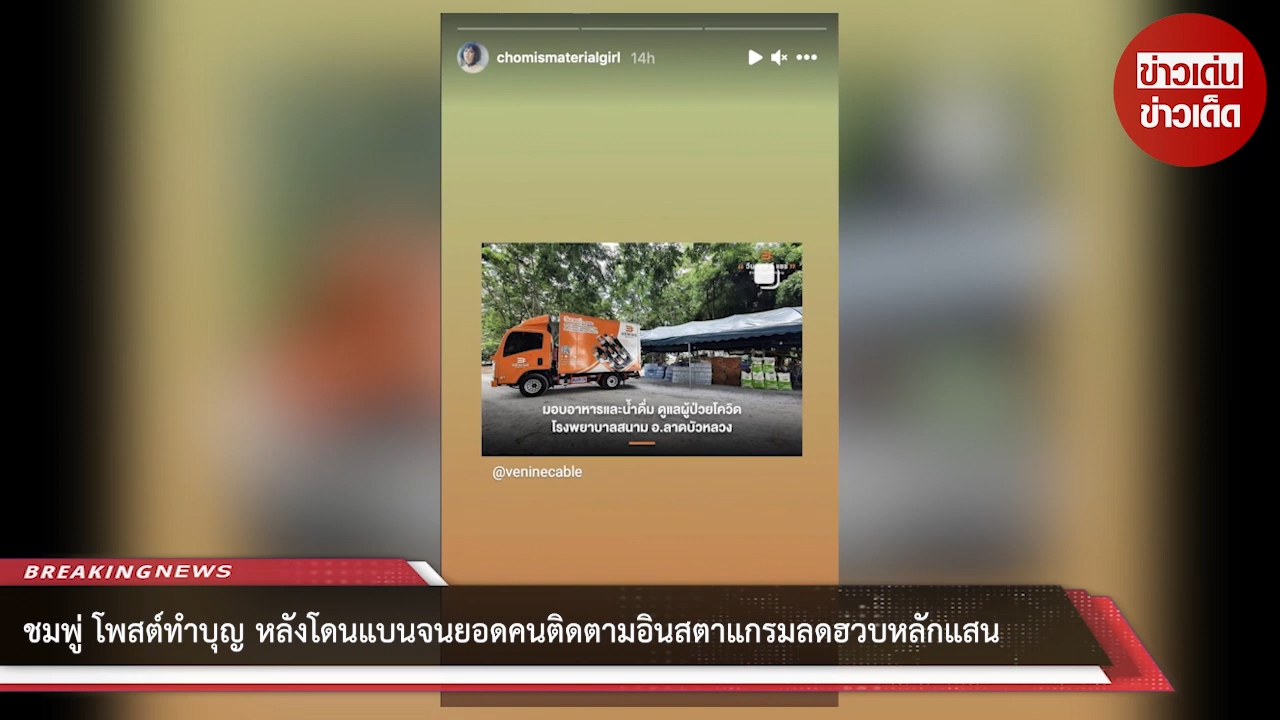 chomismaterialgirl 14h
ข่าวเด่น
ข่าวเด็ด
มอบอาหารและน้ำดื่ม ดูแลผู้ป่วยโควิด
โรงพยาบาลสนาม อ.ลาดบัวหลวง
@veninecable
BREAKING NEWS
ชมพู่ โพสต์ทำบุญ หลังโดนแบนจนยอดคนติดตามอินสตาแกรมลดฮวบหลักแสน